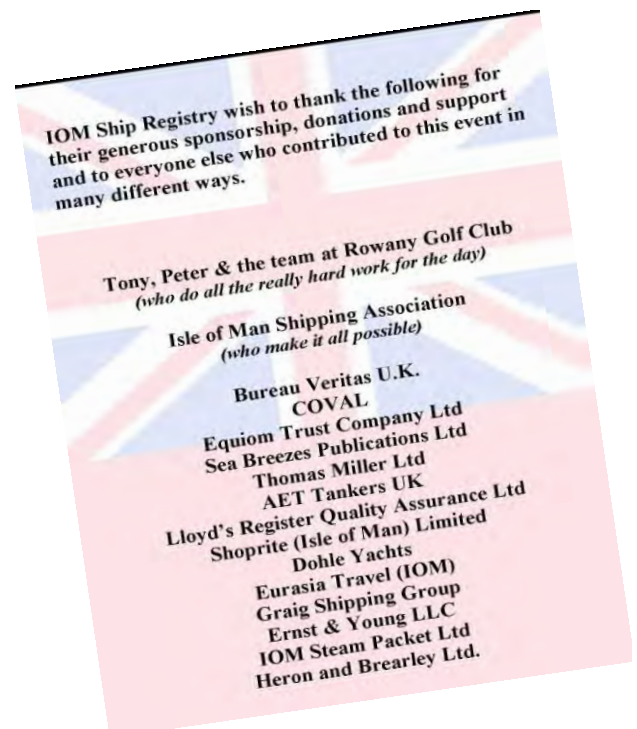 IOM Ship Registry wish to thank the following for
their generous sponsorship, donations and support
and to everyone else who contributed to this event in
many different ways.
Tony, Peter & the team at Rowany Golf Club
(who do all the really hard work for the day)
Isle of Man Shipping Association
(who make it all possible)
Bureau Veritas U.K.
COVAL
Equiom Trust Company Ltd
Sea Breezes Publications Ltd
Thomas Miller Ltd
AET Tankers UK
Lloyd's Register Quality Assurance Ltd
Shoprite (Isle of Man) Limited
Dohle Yachts
Eurasia Travel (IOM)
Graig Shipping Group
Ernst & Young LLC
IOM Steam Packet Ltd
Heron and Brearley Ltd.